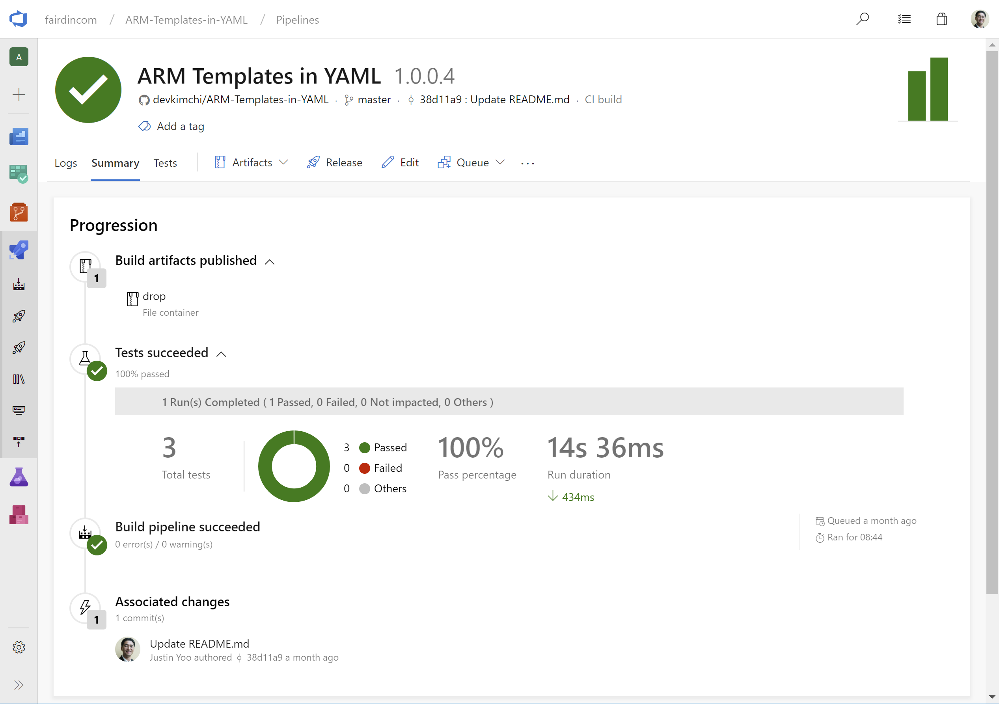 fairdincom / ARM-Templates-in-YAML / Pipelines
A
ARM Templates in YAML 1.0.0.4
devkimchi/ARM-Templates-in-YAML · master · 38d11a9 : Update README.md · CI build
Add a tag
Logs Summary Tests Artifacts Release Edit Queue ...
Progression
Build artifacts published
1
drop
File container
Tests succeeded
100% passed
1 Run(s) Completed ( 1 Passed, 0 Failed, 0 Not impacted, 0 Others )
3
Total tests
3 Passed
0 Failed
0 Others
100%
Pass percentage
14s 36ms
Run duration
434ms
Build pipeline succeeded
0 error(s) / 0 warning(s)
Queued a month ago
Ran for 08:44
Associated changes
1
1 commit(s)
Update README.md
Justin Yoo authored 38d11a9 a month ago